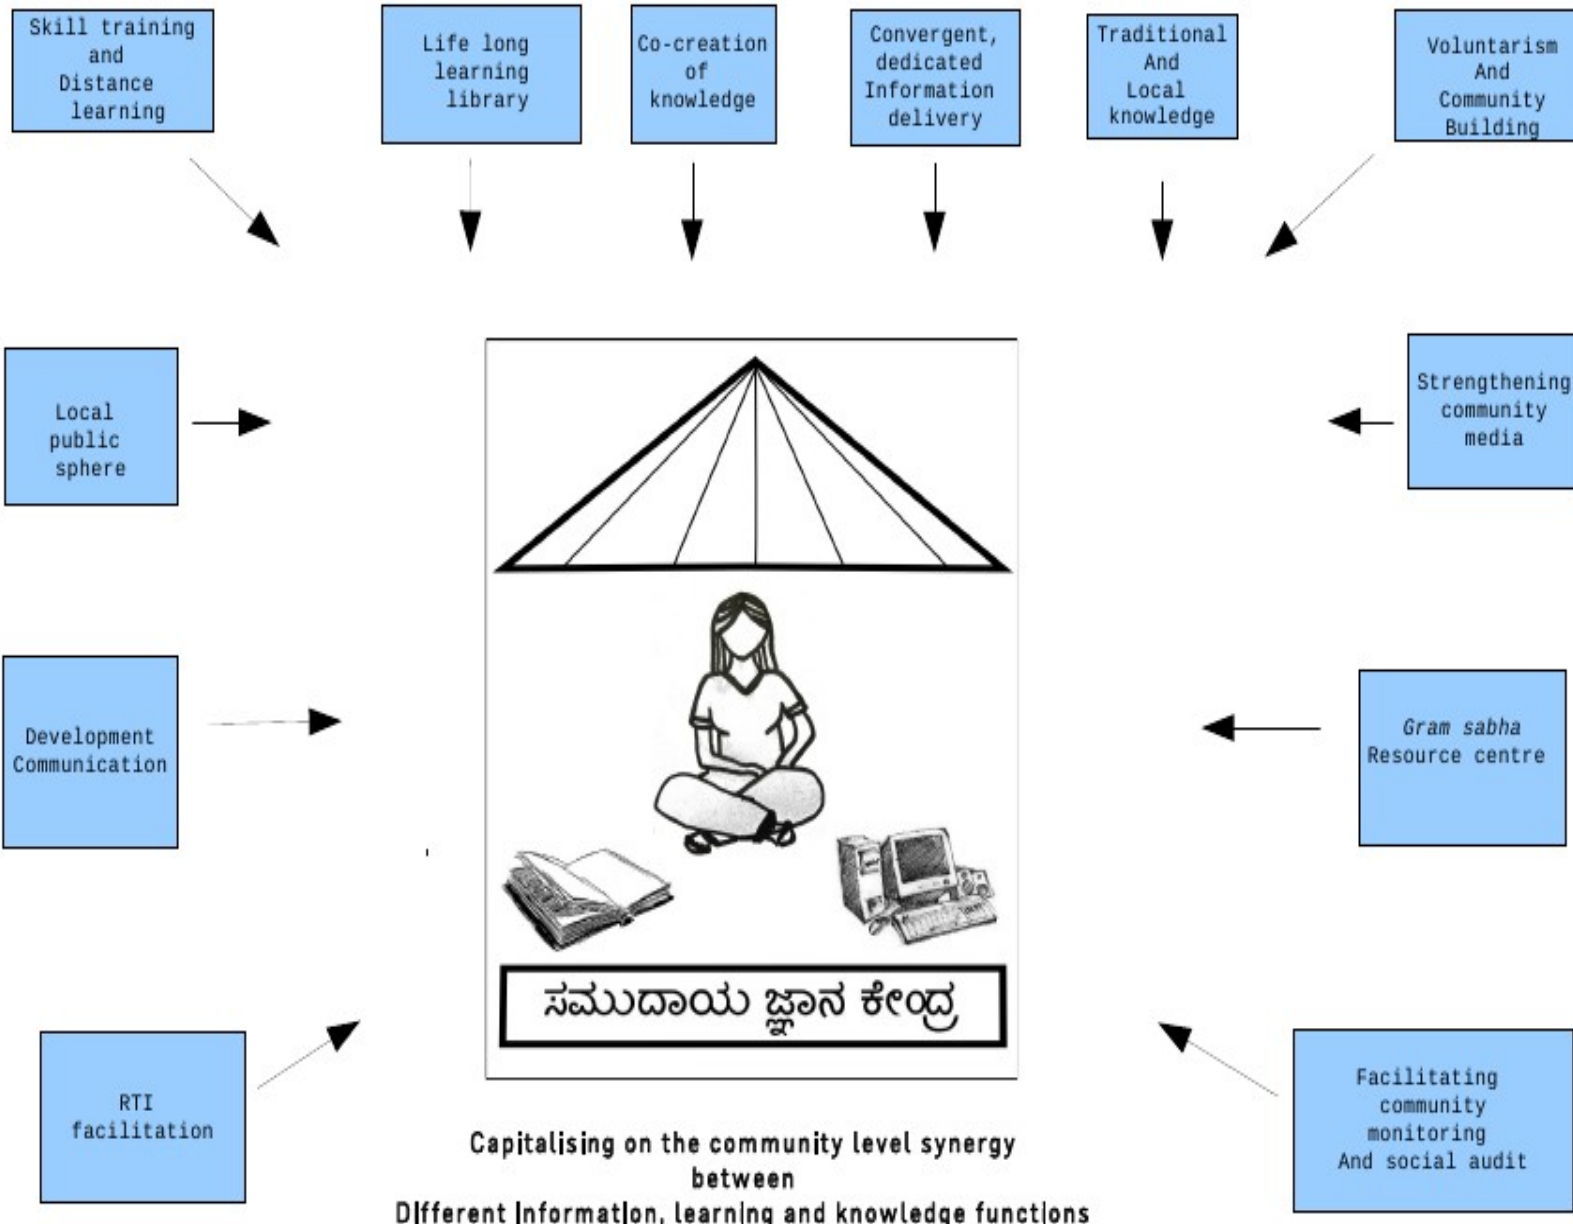 Skill training
and
Distance
learning
Life long
learning
library
Co-creation
of
knowledge
Convergent,
dedicated
Information
delivery
Traditional
And
Local
knowledge
Voluntarism
And
Community
Building
Local
public
sphere
Strengthening
community
media
Development
Communication
Gram sabha
Resource centre
RTI
facilitation
ಸಮುದಾಯ ಜ್ಞಾನ ಕೇಂದ್ರ
Facilitating
community
monitoring
And social audit
Capitalising on the community level synergy
between
Different Information, learning and knowledge functions